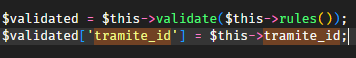 $validated = $this->validate($this->rules());
$validated['tramite_id'] = $this->tramite_id;